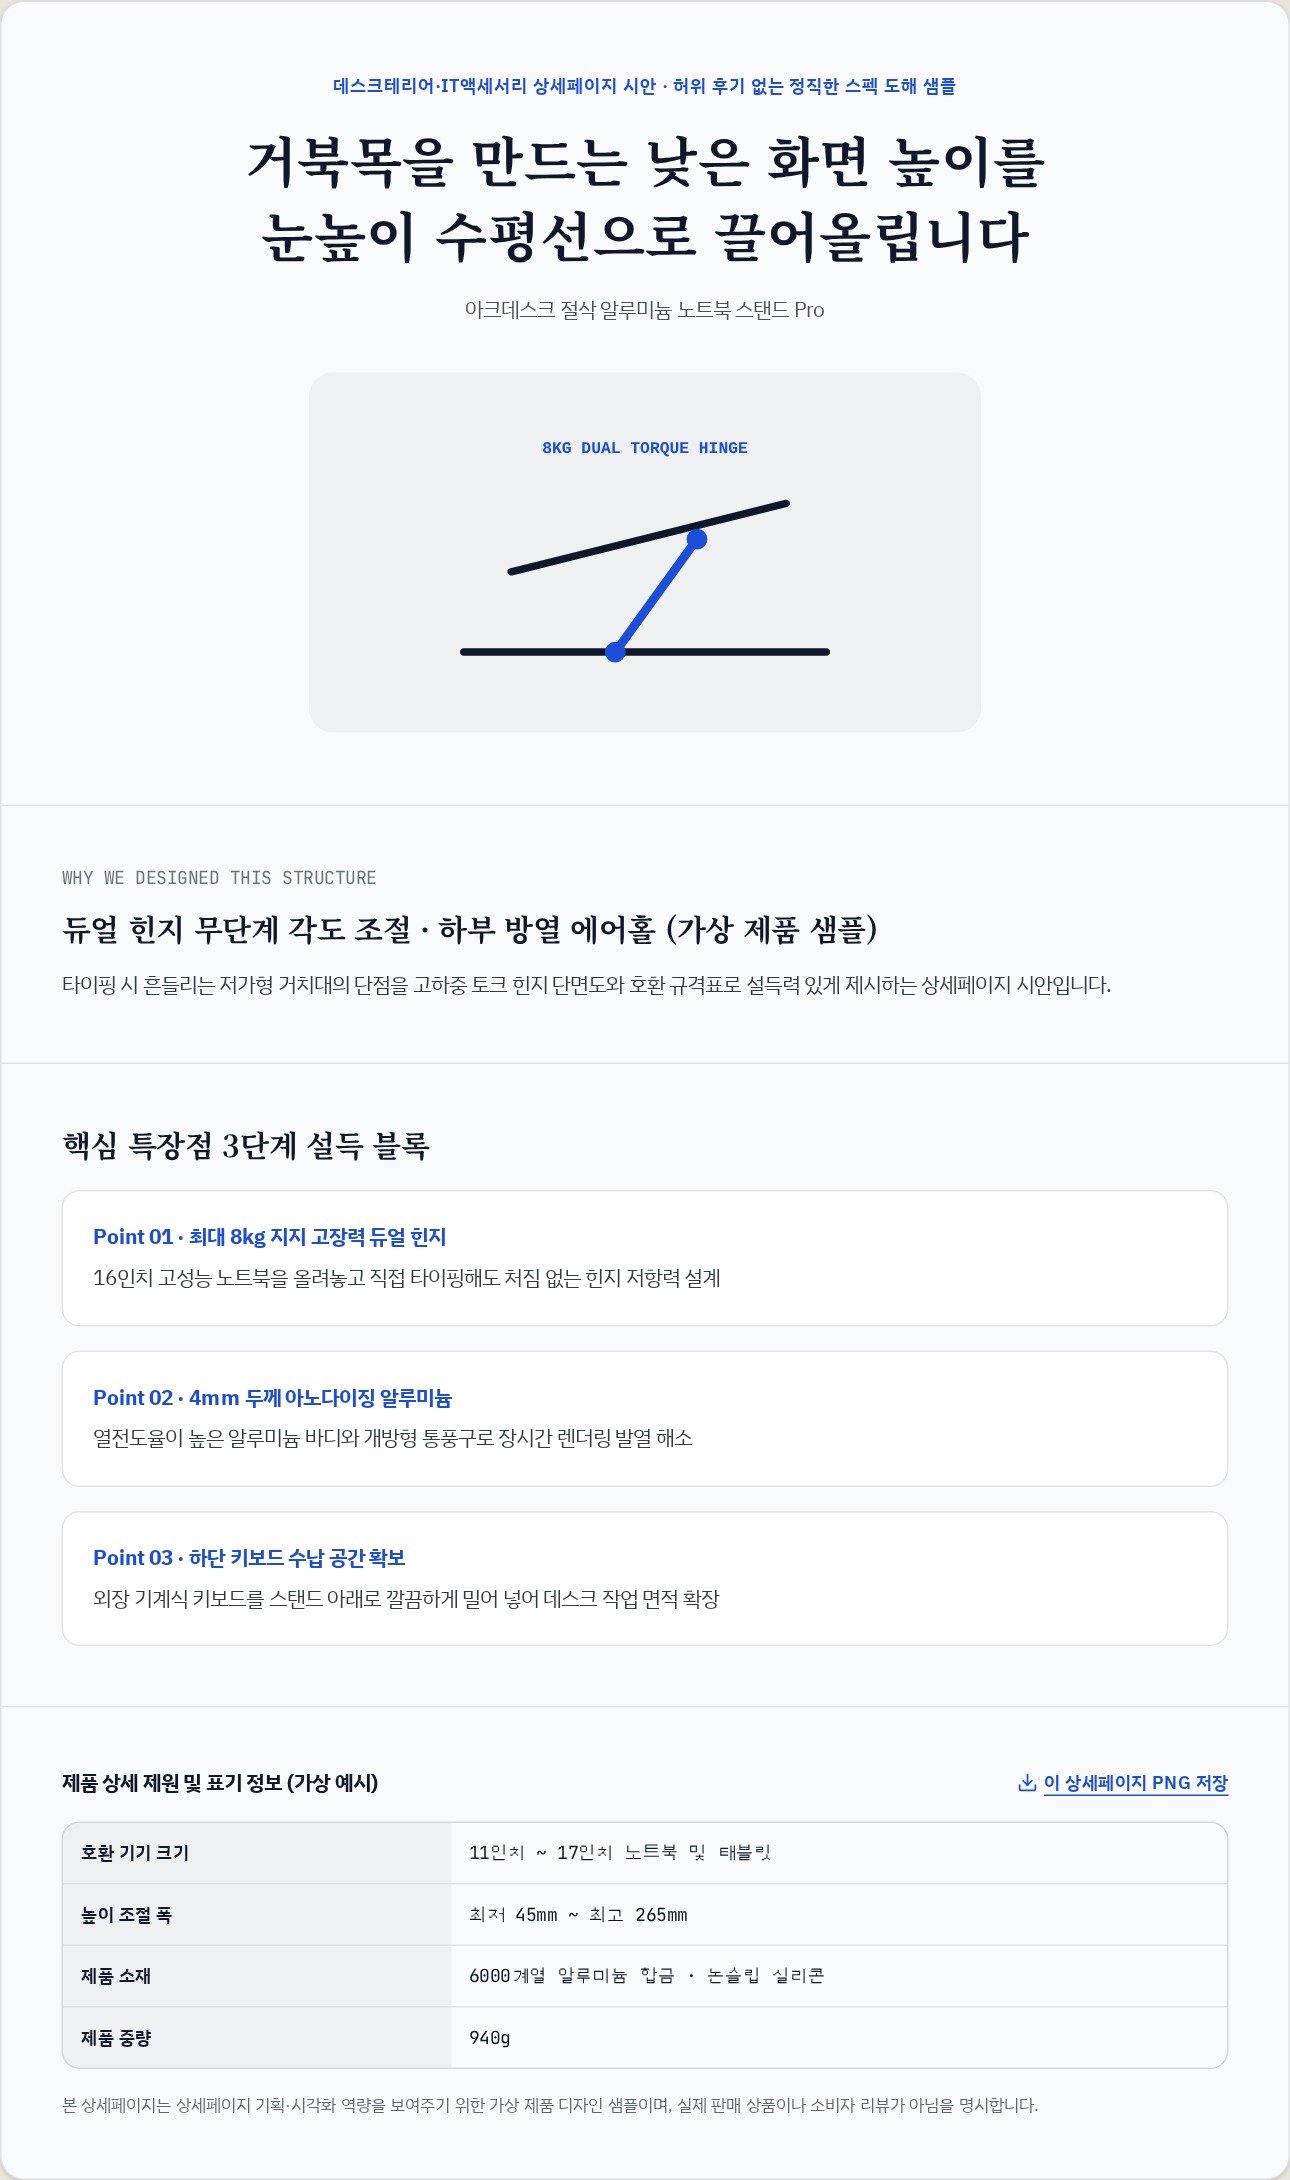 데스크테리어·IT액세서리 상세페이지 시안 · 허위 후기 없는 정직한 스펙 도해 샘플
거북목을 만드는 낮은 화면 높이를
눈높이 수평선으로 끌어올립니다
아크데스크 절삭 알루미늄 노트북 스탠드 Pro
8KG DUAL TORQUE HINGE
WHY WE DESIGNED THIS STRUCTURE
듀얼 힌지 무단계 각도 조절 · 하부 방열 에어홀 (가상 제품 샘플)
타이핑 시 흔들리는 저가형 거치대의 단점을 고하중 토크 힌지 단면도와 호환 규격표로 설득력 있게 제시하는 상세페이지 시안입니다.
핵심 특장점 3단계 설득 블록
Point 01 · 최대 8kg 지지 고장력 듀얼 힌지
16인치 고성능 노트북을 올려놓고 직접 타이핑해도 처짐 없는 힌지 저항력 설계
Point 02 · 4mm 두께 아노다이징 알루미늄
열전도율이 높은 알루미늄 바디와 개방형 통풍구로 장시간 렌더링 발열 해소
Point 03 · 하단 키보드 수납 공간 확보
외장 기계식 키보드를 스탠드 아래로 깔끔하게 밀어 넣어 데스크 작업 면적 확장
제품 상세 제원 및 표기 정보 (가상 예시)
이 상세페이지 PNG 저장
호환 기기 크기 11인치 ~ 17인치 노트북 및 태블릿
높이 조절 폭 최저 45mm ~ 최고 265mm
제품 소재 6000계열 알루미늄 합금 · 논슬립 실리콘
제품 중량 940g
본 상세페이지는 상세페이지 기획·시각화 역량을 보여주기 위한 가상 제품 디자인 샘플이며, 실제 판매 상품이나 소비자 리뷰가 아님을 명시합니다.